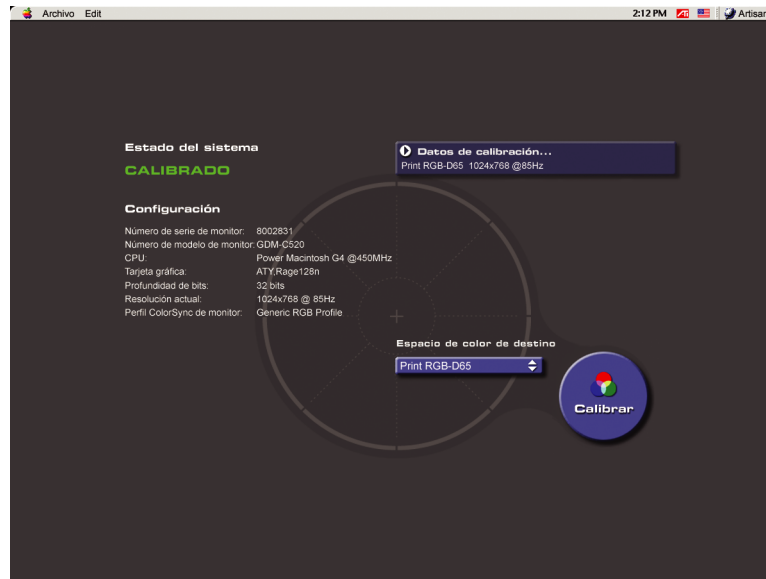 Archivo Edit 2:12 PM ATI Artisan
Estado del sistema
CALIBRADO
Datos de calibración...
Print RGB-D65 1024x768 @85Hz
Configuración
Número de serie de monitor: 8002831
Número de modelo de monitor: GDM-C520
CPU: Power Macintosh G4 @450MHz
Tarjeta gráfica: ATY,Rage128n
Profundidad de bits: 32 bits
Resolución actual: 1024x768 @ 85Hz
Perfil ColorSync de monitor: Generic RGB Profile
Espacio de color de destino
Print RGB-D65
Calibrar